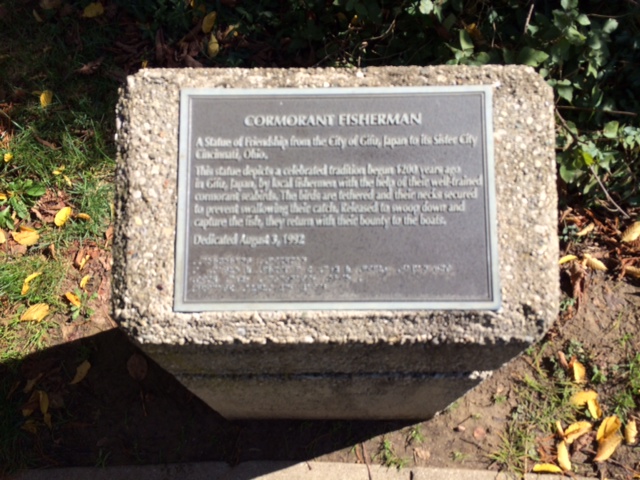 CORMORANT FISHERMAN
A Statue of Friendship from the City of Gifu, Japan to its Sister City
Cincinnati, Ohio.
This statue depicts a celebrated tradition begun 1200 years ago
in Gifu, Japan, by local fishermen with the help of their well-trained
cormorant seabirds. The birds are tethered and their necks secured
to prevent swallowing their catch. Released to swoop down and
capture the fish, they return with their bounty to the boats.
Dedicated August 3, 1992